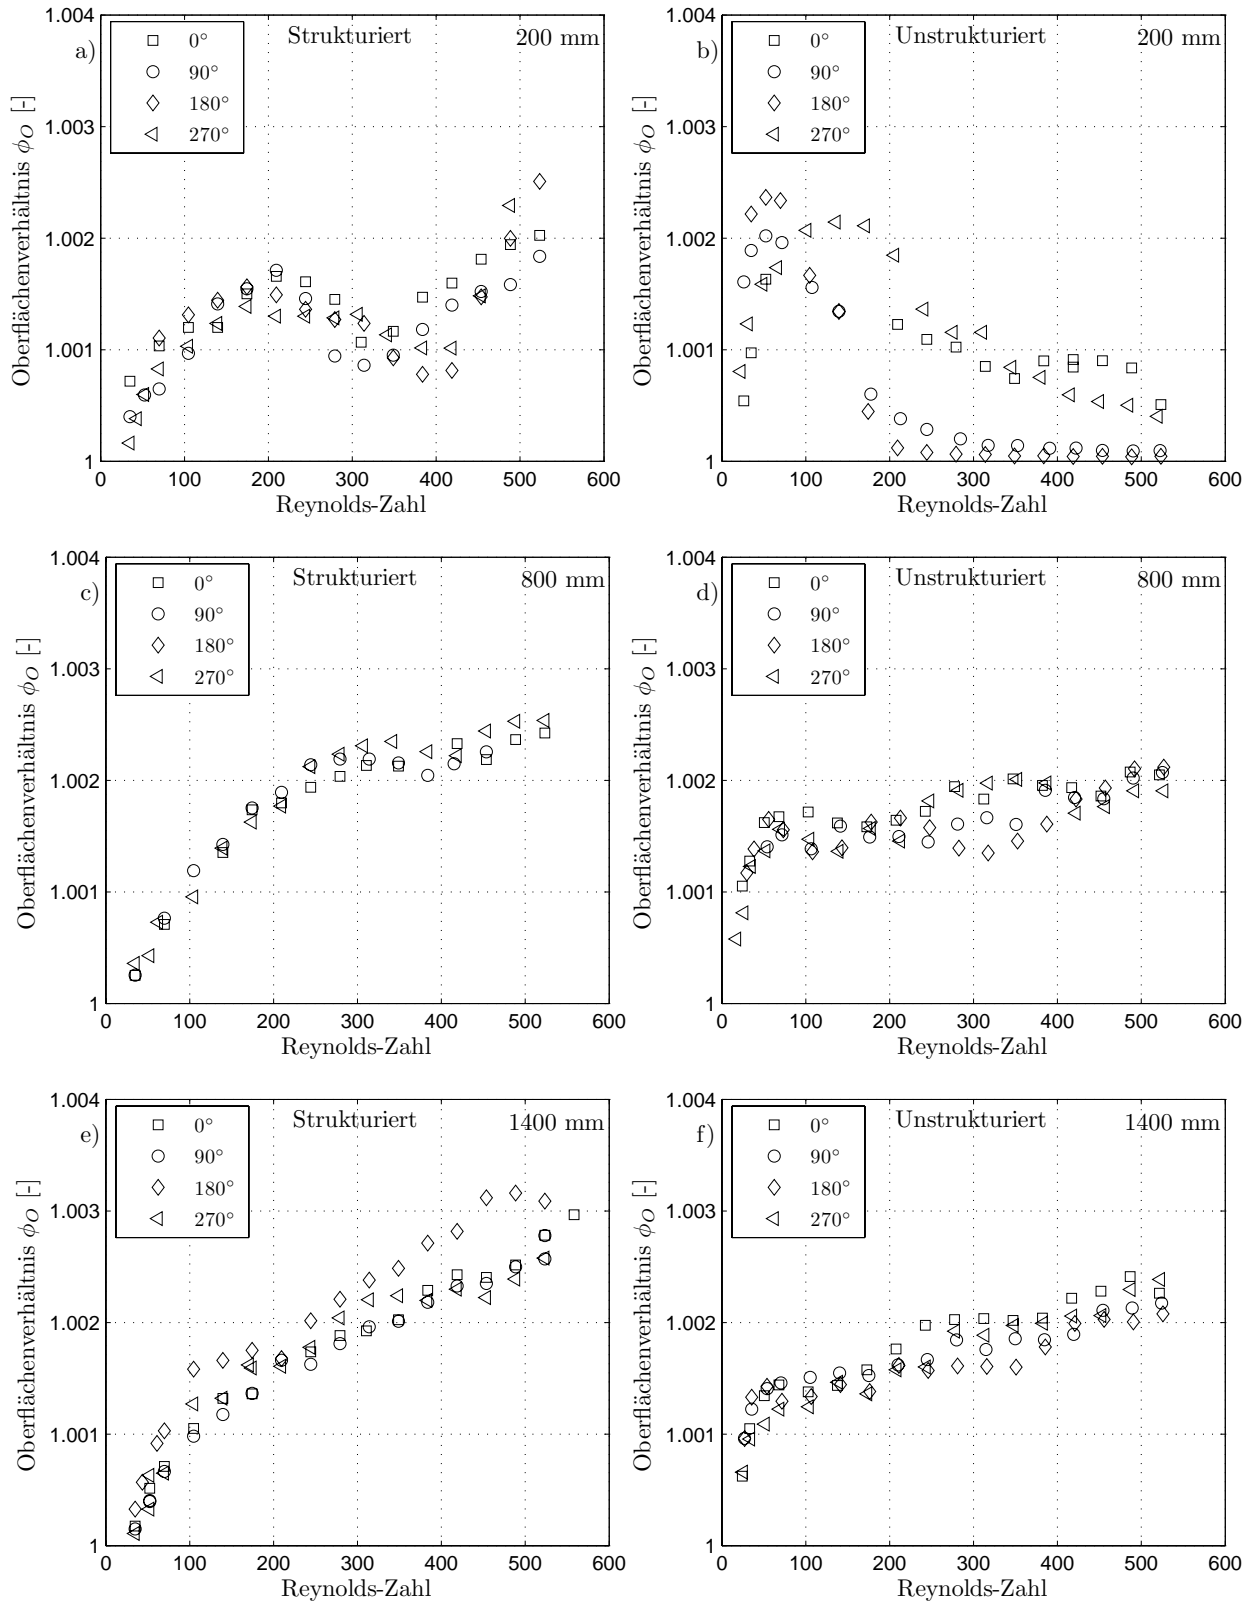 a) Strukturiert 200 mm
0°
90°
180°
270°
Oberflächenverhältnis ϕO [-]
1.004
1.003
1.002
1.001
1
0 100 200 300 400 500 600
Reynolds-Zahl
b) Unstrukturiert 200 mm
0°
90°
180°
270°
Oberflächenverhältnis ϕO [-]
1.004
1.003
1.002
1.001
1
0 100 200 300 400 500 600
Reynolds-Zahl
c) Strukturiert 800 mm
0°
90°
180°
270°
Oberflächenverhältnis ϕO [-]
1.004
1.003
1.002
1.001
1
0 100 200 300 400 500 600
Reynolds-Zahl
d) Unstrukturiert 800 mm
0°
90°
180°
270°
Oberflächenverhältnis ϕO [-]
1.004
1.003
1.002
1.001
1
0 100 200 300 400 500 600
Reynolds-Zahl
e) Strukturiert 1400 mm
0°
90°
180°
270°
Oberflächenverhältnis ϕO [-]
1.004
1.003
1.002
1.001
1
0 100 200 300 400 500 600
Reynolds-Zahl
f) Unstrukturiert 1400 mm
0°
90°
180°
270°
Oberflächenverhältnis ϕO [-]
1.004
1.003
1.002
1.001
1
0 100 200 300 400 500 600
Reynolds-Zahl